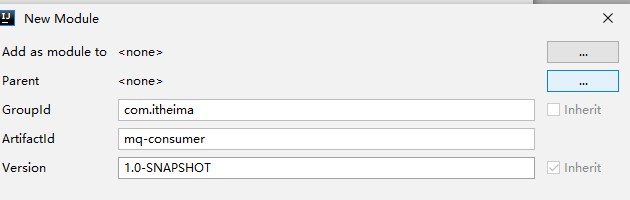 IJ New Module
Add as module to <none> ...
Parent <none> ...
GroupId com.itheima Inherit
ArtifactId mq-consumer
Version 1.0-SNAPSHOT Inherit